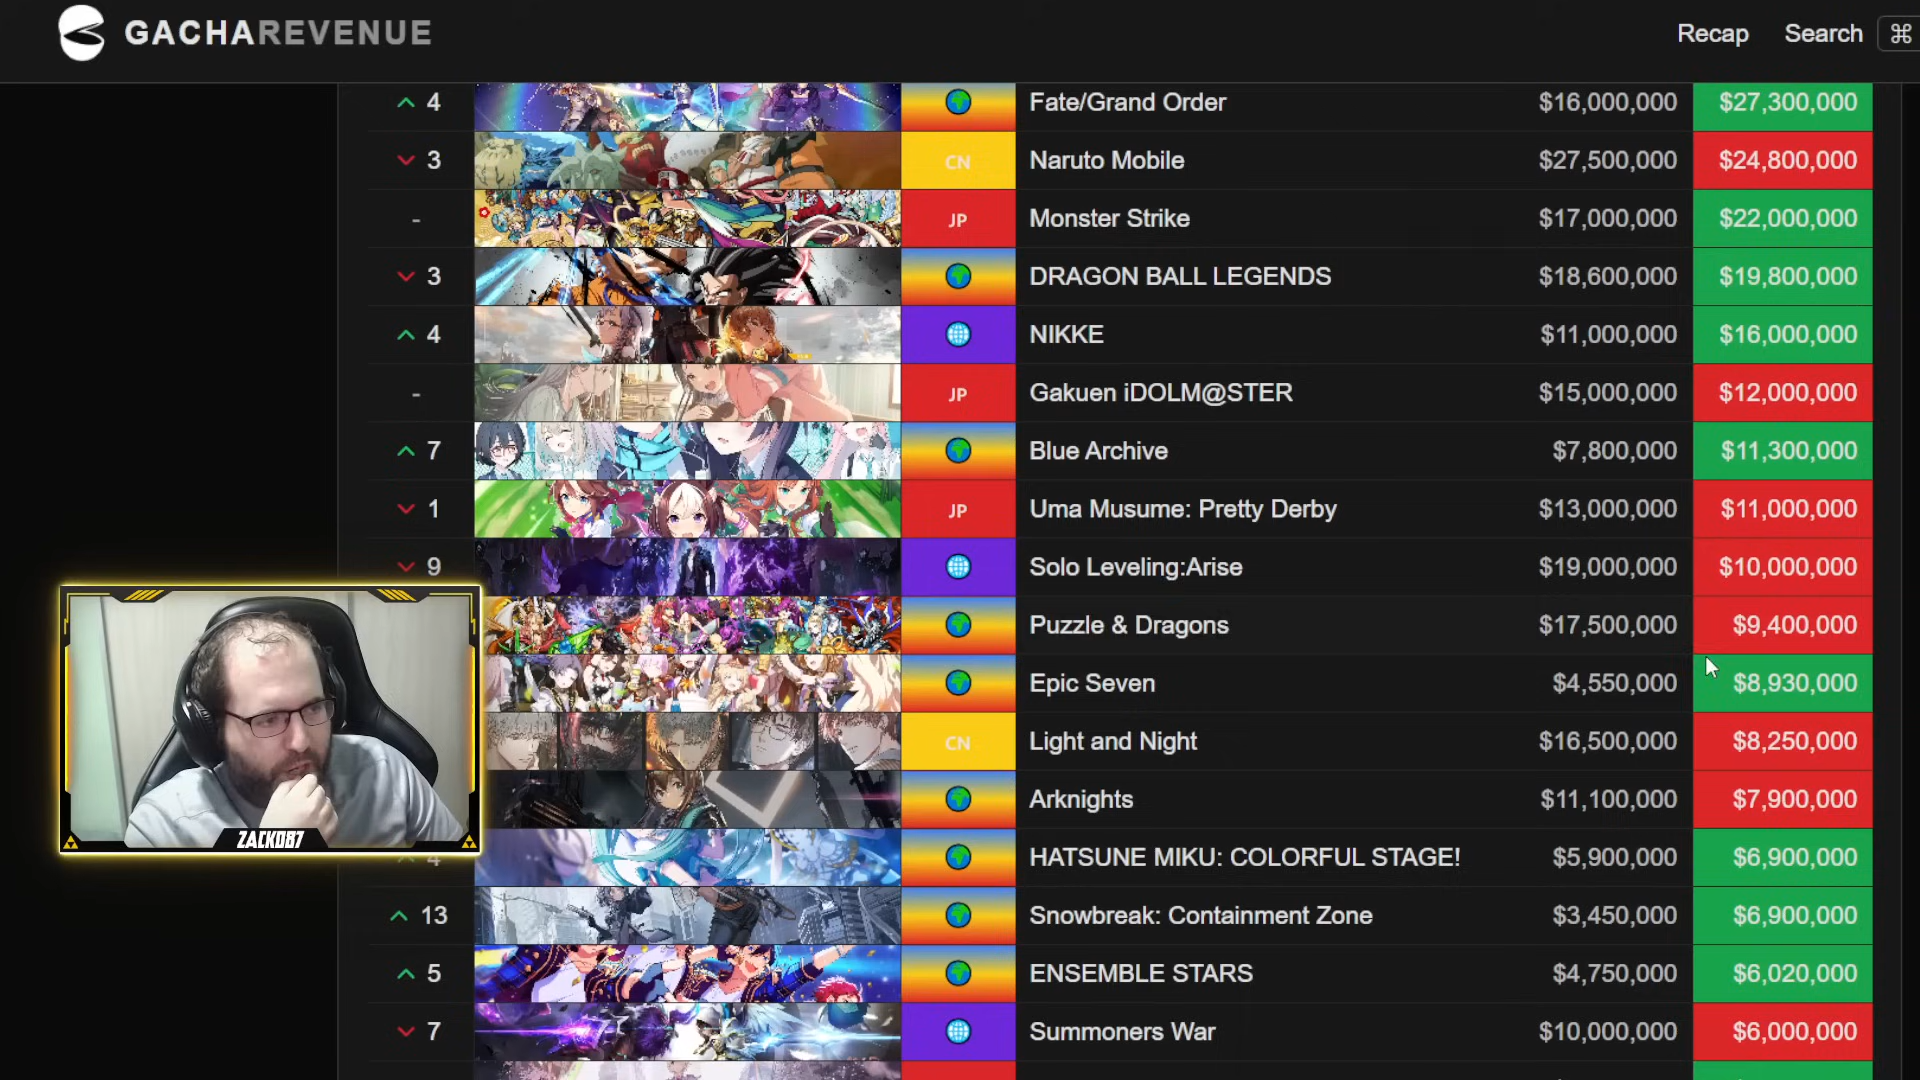 GACHAREVENUE
Recap Search ⌘
4 Fate/Grand Order $16,000,000 $27,300,000
3 CN Naruto Mobile $27,500,000 $24,800,000
- JP Monster Strike $17,000,000 $22,000,000
3 DRAGON BALL LEGENDS $18,600,000 $19,800,000
4 NIKKE $11,000,000 $16,000,000
- JP Gakuen iDOLM@STER $15,000,000 $12,000,000
7 Blue Archive $7,800,000 $11,300,000
1 JP Uma Musume: Pretty Derby $13,000,000 $11,000,000
9 Solo Leveling:Arise $19,000,000 $10,000,000
Puzzle & Dragons $17,500,000 $9,400,000
Epic Seven $4,550,000 $8,930,000
CN Light and Night $16,500,000 $8,250,000
Arknights $11,100,000 $7,900,000
HATSUNE MIKU: COLORFUL STAGE! $5,900,000 $6,900,000
13 Snowbreak: Containment Zone $3,450,000 $6,900,000
5 ENSEMBLE STARS $4,750,000 $6,020,000
7 Summoners War $10,000,000 $6,000,000
ZACK087